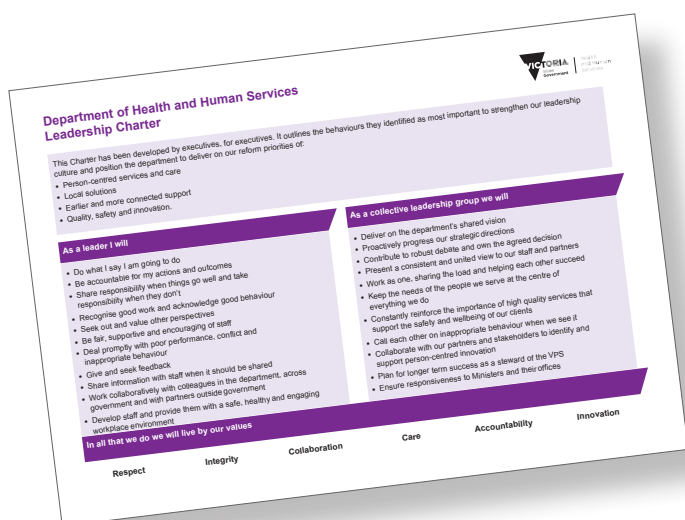 Department of Health and Human Services
Leadership Charter
VICTORIA
State
Government
This Charter has been developed by executives, for executives. It outlines the behaviours they identified as most important to strengthen our leadership
culture and position the department to deliver on our reform priorities of:
• Person-centred services and care
• Local solutions
• Earlier and more connected support
• Quality, safety and innovation.
As a leader I will
• Do what I say I am going to do
• Be accountable for my actions and outcomes
• Share responsibility when things go well and take
responsibility when they don't
• Recognise good work and acknowledge good behaviour
• Seek out and value other perspectives
• Be fair, supportive and encouraging of staff
• Deal promptly with poor performance, conflict and
inappropriate behaviour
• Give and seek feedback
• Share information with staff when it should be shared
• Work collaboratively with colleagues in the department, across
government and with partners outside government
• Develop staff and provide them with a safe, healthy and engaging
workplace environment
As a collective leadership group we will
• Deliver on the department's shared vision
• Proactively progress our strategic directions
• Contribute to robust debate and own the agreed decision
• Present a consistent and united view to our staff and partners
• Work as one, sharing the load and helping each other succeed
• Keep the needs of the people we serve at the centre of
everything we do
• Constantly reinforce the importance of high quality services that
support the safety and wellbeing of our clients
• Call each other on inappropriate behaviour when we see it
• Collaborate with our partners and stakeholders to identify and
support person-centred innovation
• Plan for longer term success as a steward of the VPS
• Ensure responsiveness to Ministers and their offices
In all that we do we will live by our values
Respect
Integrity
Collaboration
Care
Accountability
Innovation